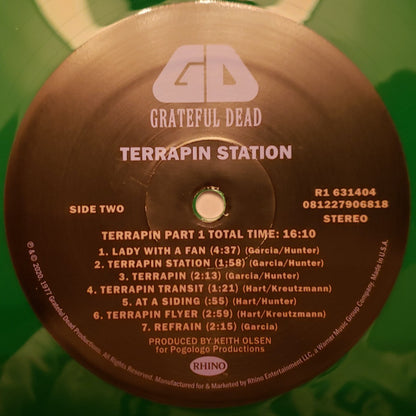 GD
GRATEFUL DEAD
TERRAPIN STATION
R1 631404
081227906818
STEREO
SIDE TWO
TERRAPIN PART 1 TOTAL TIME: 16:10
1. LADY WITH A FAN (4:37) (Garcia/Hunter)
2. TERRAPIN STATION (1:58) (Garcia/Hunter)
3. TERRAPIN (2:13) (Garcia/Hunter)
4. TERRAPIN TRANSIT (1:21) (Hart/Kreutzmann)
5. AT A SIDING (:55) (Hart/Hunter)
6. TERRAPIN FLYER (2:59) (Hart/Kreutzmann)
7. REFRAIN (2:15) (Garcia)
PRODUCED BY KEITH OLSEN
for Pogologo Productions
RHINO
℗ & © 2020, 1977 Grateful Dead Productions. All Rights Reserved. Manufactured for & Marketed by Rhino Entertainment LLC, a Warner Music Group Company. Made in U.S.A.